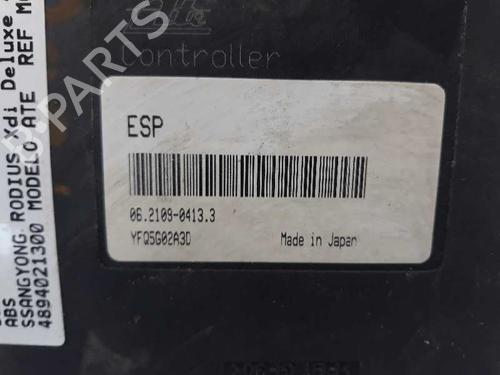 Controller
ESP
06.2109-0413.3
YFQ5G02A3D
Made in Japan
ABS
SSANGYONG RODIUS Xdi Deluxe
4894021300 MODELO ATE REF